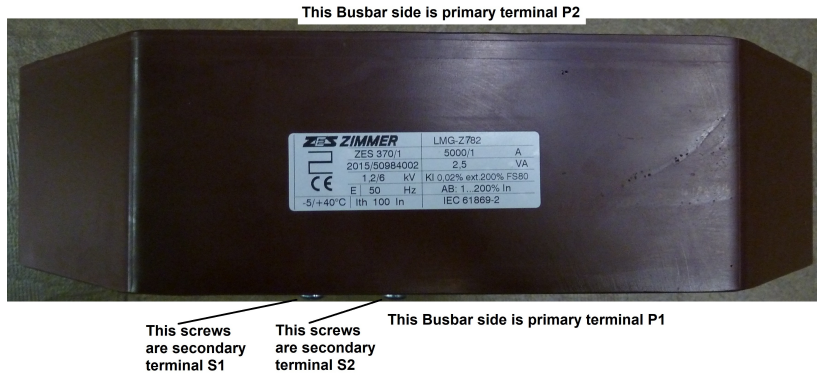 This Busbar side is primary terminal P2
ZES ZIMMER LMG-Z782
ZES 370/1 5000/1 A
2015/50984002 2,5 VA
1,2/6 kV KI 0,02% ext.200% FS80
CE E 50 Hz AB: 1...200% In
-5/+40°C Ith 100 In IEC 61869-2
This Busbar side is primary terminal P1
This screws
are secondary
terminal S1
This screws
are secondary
terminal S2